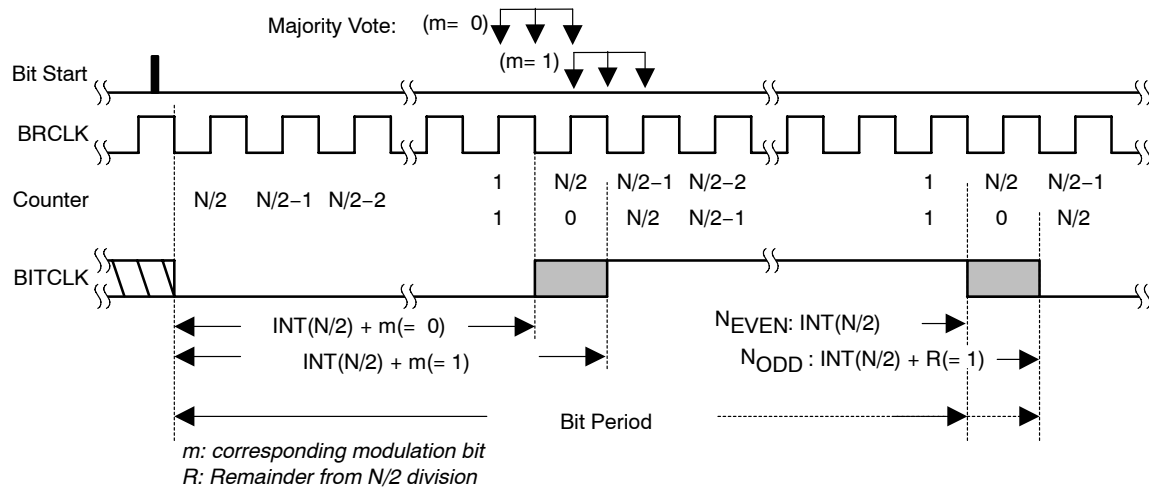 Majority Vote: (m= 0)
(m= 1)
Bit Start
BRCLK
Counter
N/2 N/2−1 N/2−2 1 N/2 N/2−1 N/2−2 1 N/2 N/2−1
1 0 N/2 N/2−1 1 0 N/2
BITCLK
INT(N/2) + m(= 0) NEVEN: INT(N/2)
INT(N/2) + m(= 1) NODD : INT(N/2) + R(= 1)
Bit Period
m: corresponding modulation bit
R: Remainder from N/2 division